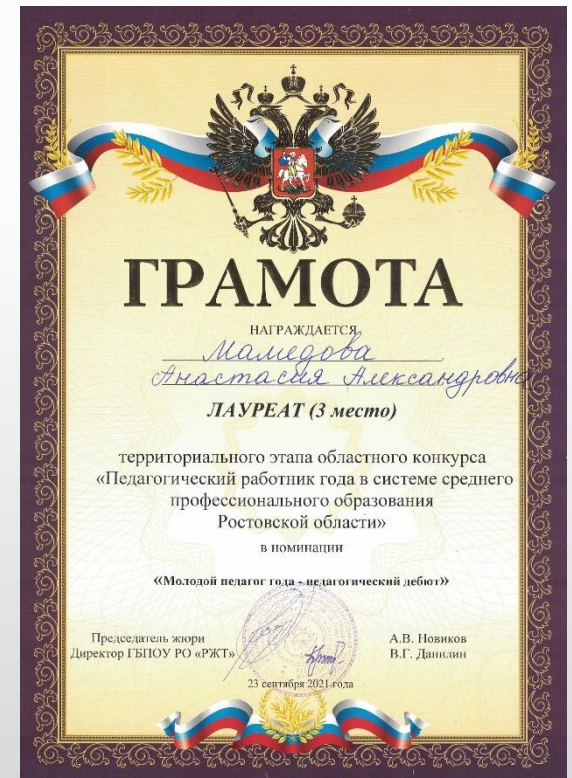 ГРАМОТА
НАГРАЖДАЕТСЯ
Мамедова
Анастасия Александровна
ЛАУРЕАТ (3 место)
территориального этапа областного конкурса
«Педагогический работник года в системе среднего
профессионального образования
Ростовской области»
в номинации
«Молодой педагог года - педагогический дебют»
Председатель жюри А.В. Новиков
Директор ГБПОУ РО «РЖТ» В.Г. Данилин
23 сентября 2021 года